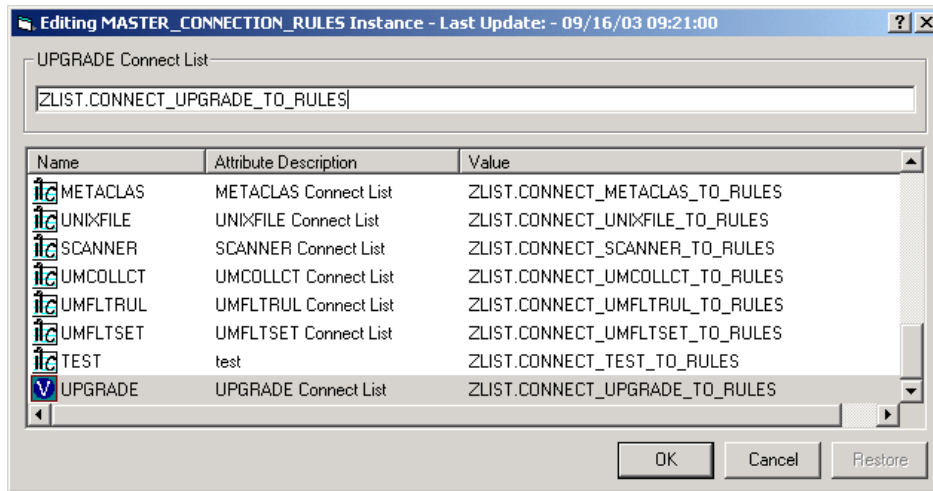 Editing MASTER_CONNECTION_RULES Instance - Last Update: - 09/16/03 09:21:00
UPGRADE Connect List
ZLIST.CONNECT_UPGRADE_TO_RULES
Name Attribute Description Value
METACLAS METACLAS Connect List ZLIST.CONNECT_METACLAS_TO_RULES
UNIXFILE UNIXFILE Connect List ZLIST.CONNECT_UNIXFILE_TO_RULES
SCANNER SCANNER Connect List ZLIST.CONNECT_SCANNER_TO_RULES
UMCOLLCT UMCOLLCT Connect List ZLIST.CONNECT_UMCOLLCT_TO_RULES
UMFLTRUL UMFLTRUL Connect List ZLIST.CONNECT_UMFLTRUL_TO_RULES
UMFLTSET UMFLTSET Connect List ZLIST.CONNECT_UMFLTSET_TO_RULES
TEST test ZLIST.CONNECT_TEST_TO_RULES
V UPGRADE UPGRADE Connect List ZLIST.CONNECT_UPGRADE_TO_RULES
OK Cancel Restore